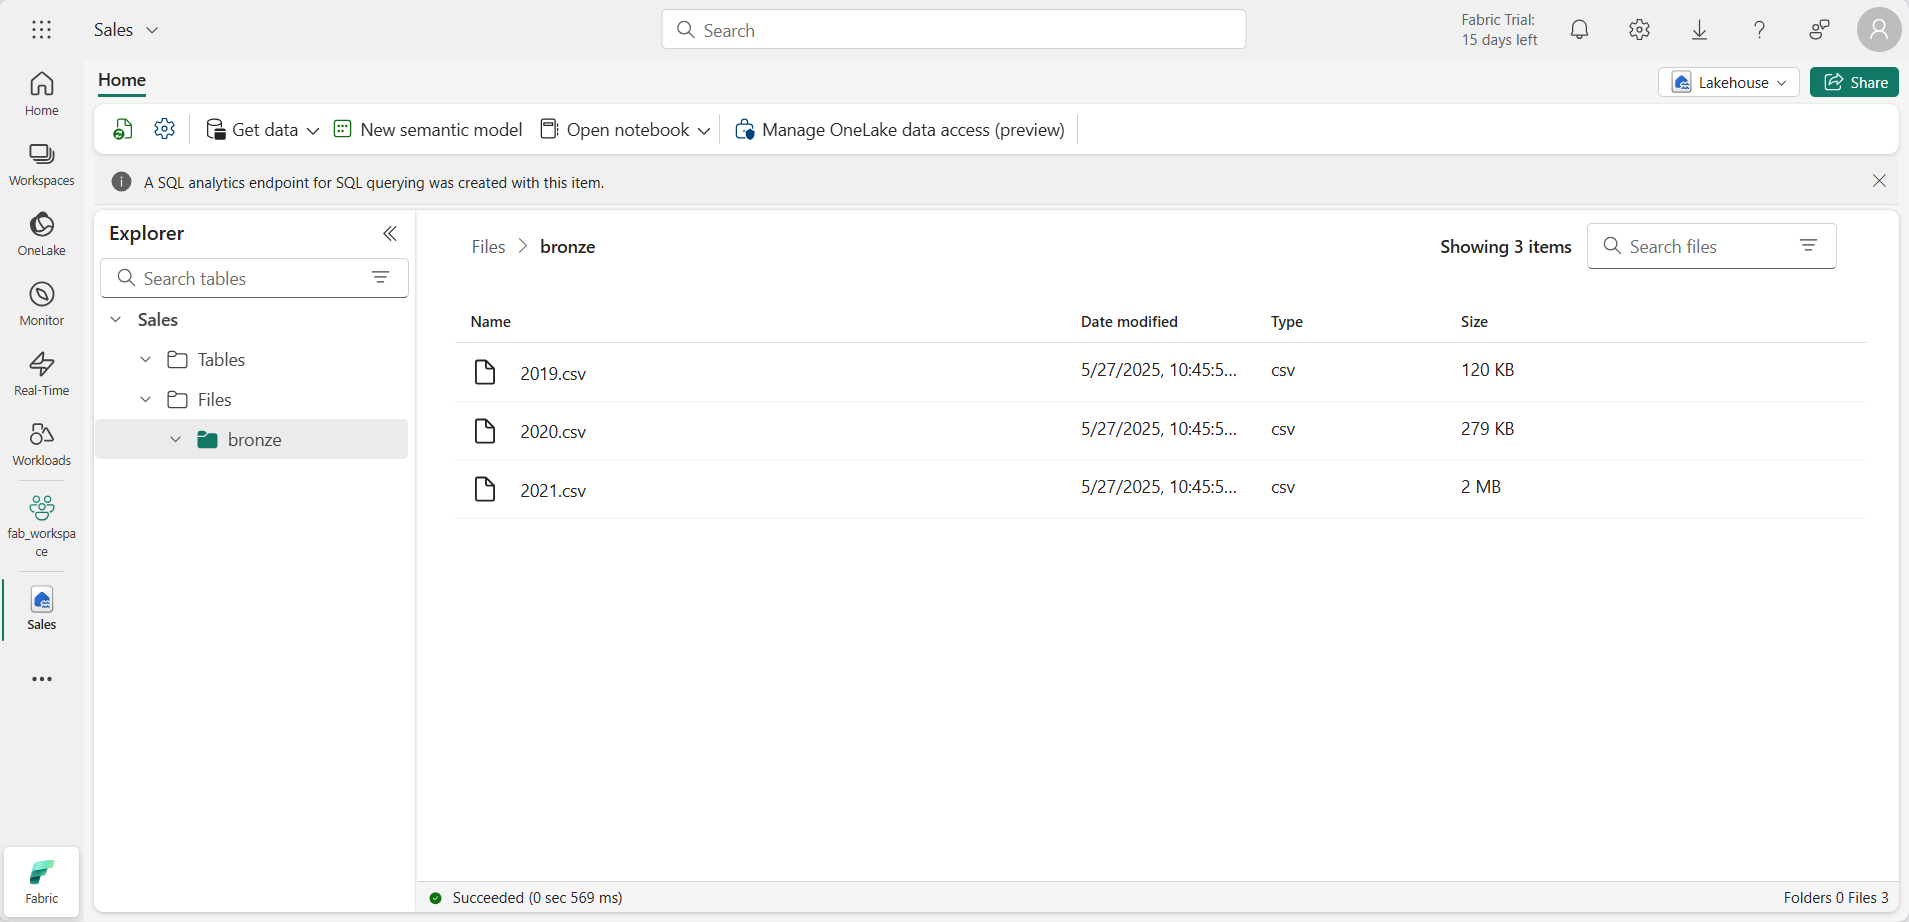 Sales
Search
Fabric Trial:
15 days left
?
Home
Workspaces
OneLake
Monitor
Real-Time
Workloads
fab_workspa
ce
Sales
Fabric
Home
Lakehouse
Share
Get data
New semantic model
Open notebook
Manage OneLake data access (preview)
A SQL analytics endpoint for SQL querying was created with this item.
Explorer
Search tables
Sales
Tables
Files
bronze
Files > bronze
Showing 3 items
Search files
Name Date modified Type Size
2019.csv 5/27/2025, 10:45:5... csv 120 KB
2020.csv 5/27/2025, 10:45:5... csv 279 KB
2021.csv 5/27/2025, 10:45:5... csv 2 MB
Succeeded (0 sec 569 ms)
Folders 0 Files 3